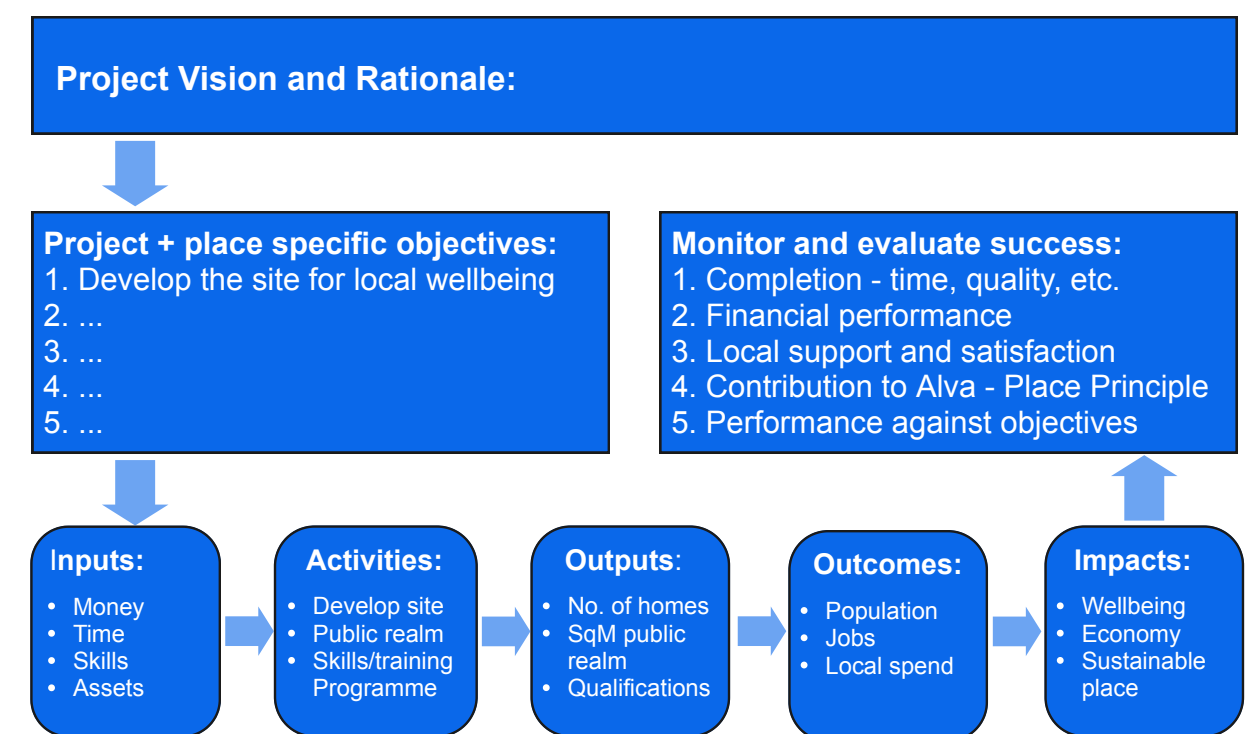 Project Vision and Rationale:
Project + place specific objectives:
1. Develop the site for local wellbeing
2. ...
3. ...
4. ...
5. ...
Monitor and evaluate success:
1. Completion - time, quality, etc.
2. Financial performance
3. Local support and satisfaction
4. Contribution to Alva - Place Principle
5. Performance against objectives
Inputs:
• Money
• Time
• Skills
• Assets
Activities:
• Develop site
• Public realm
• Skills/training
Programme
Outputs:
• No. of homes
• SqM public
realm
• Qualifications
Outcomes:
• Population
• Jobs
• Local spend
Impacts:
• Wellbeing
• Economy
• Sustainable
place